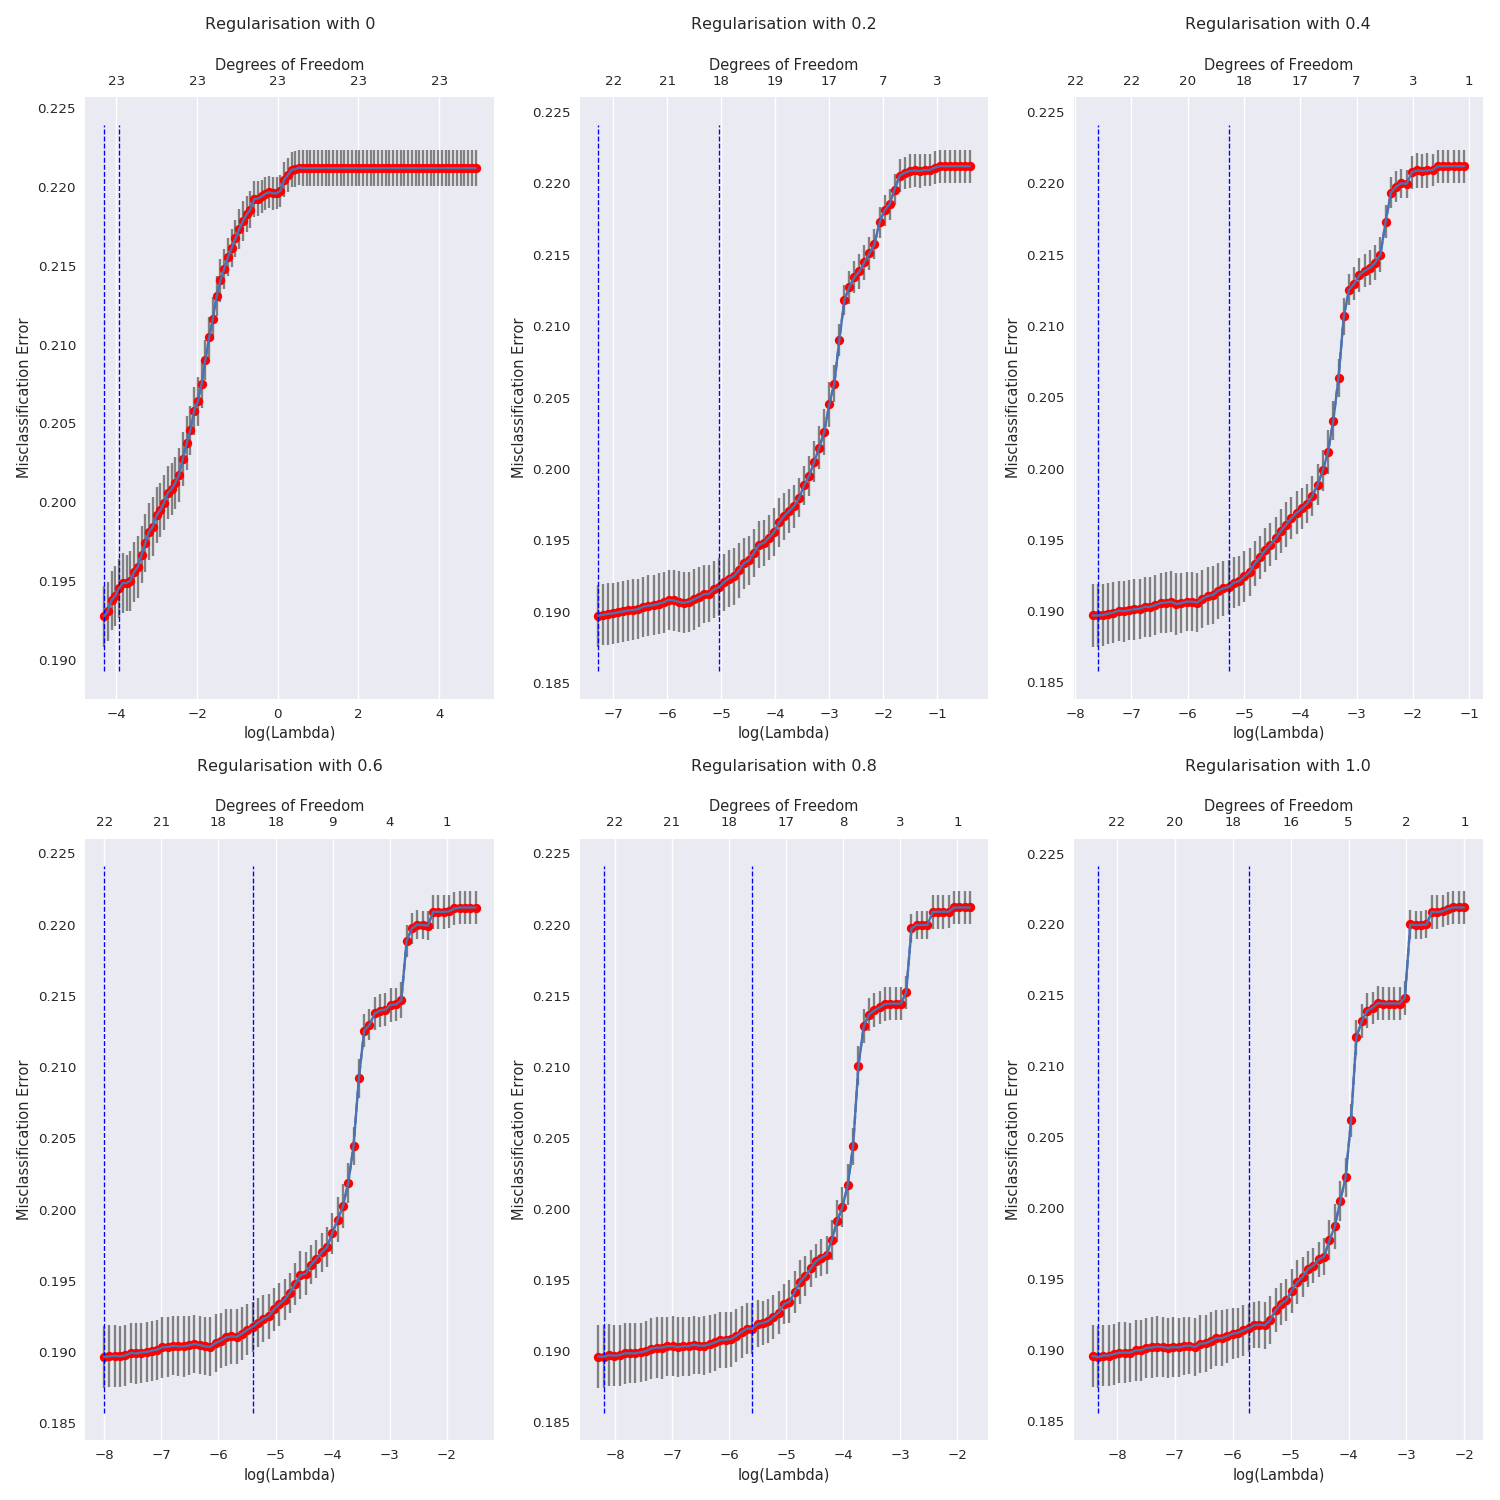 Regularisation with 0
Degrees of Freedom
23 23 23 23 23
0.225
0.220
0.215
0.210
0.205
0.200
0.195
0.190
Misclassification Error
−4 −2 0 2 4
log(Lambda)
Regularisation with 0.2
Degrees of Freedom
22 21 18 19 17 7 3
0.225
0.220
0.215
0.210
0.205
0.200
0.195
0.190
0.185
Misclassification Error
−7 −6 −5 −4 −3 −2 −1
log(Lambda)
Regularisation with 0.4
Degrees of Freedom
22 22 20 18 17 7 3 1
0.225
0.220
0.215
0.210
0.205
0.200
0.195
0.190
0.185
Misclassification Error
−8 −7 −6 −5 −4 −3 −2 −1
log(Lambda)
Regularisation with 0.6
Degrees of Freedom
22 21 18 18 9 4 1
0.225
0.220
0.215
0.210
0.205
0.200
0.195
0.190
0.185
Misclassification Error
−8 −7 −6 −5 −4 −3 −2
log(Lambda)
Regularisation with 0.8
Degrees of Freedom
22 21 18 17 8 3 1
0.225
0.220
0.215
0.210
0.205
0.200
0.195
0.190
0.185
Misclassification Error
−8 −7 −6 −5 −4 −3 −2
log(Lambda)
Regularisation with 1.0
Degrees of Freedom
22 20 18 16 5 2 1
0.225
0.220
0.215
0.210
0.205
0.200
0.195
0.190
0.185
Misclassification Error
−8 −7 −6 −5 −4 −3 −2
log(Lambda)